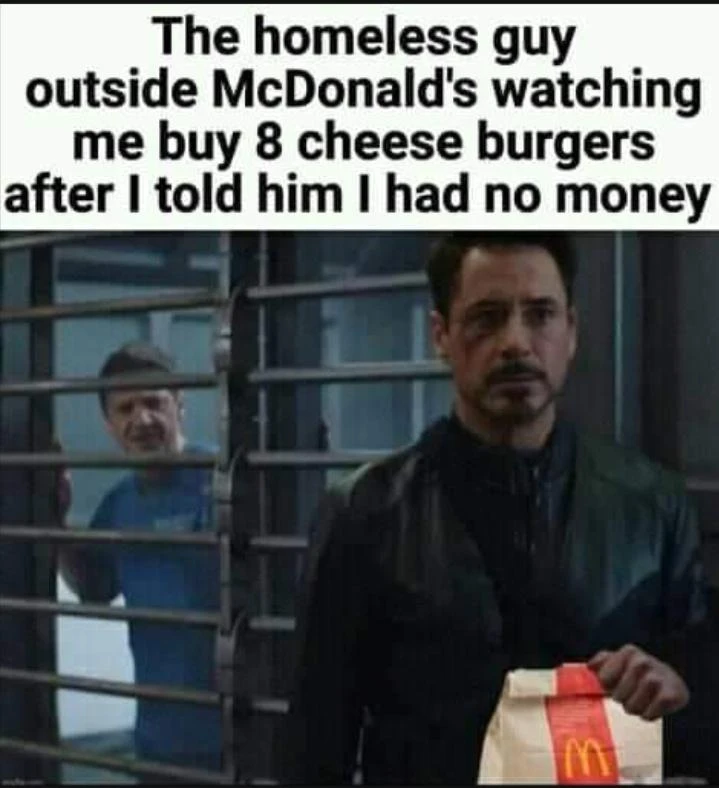 The homeless guy
outside McDonald's watching
me buy 8 cheese burgers
after I told him I had no money
M